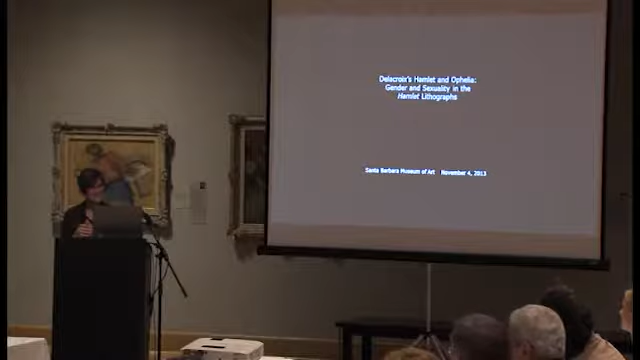 Delacroix's Hamlet and Ophelia:
Gender and Sexuality in the
Hamlet Lithographs
Santa Barbara Museum of Art November 4, 2013